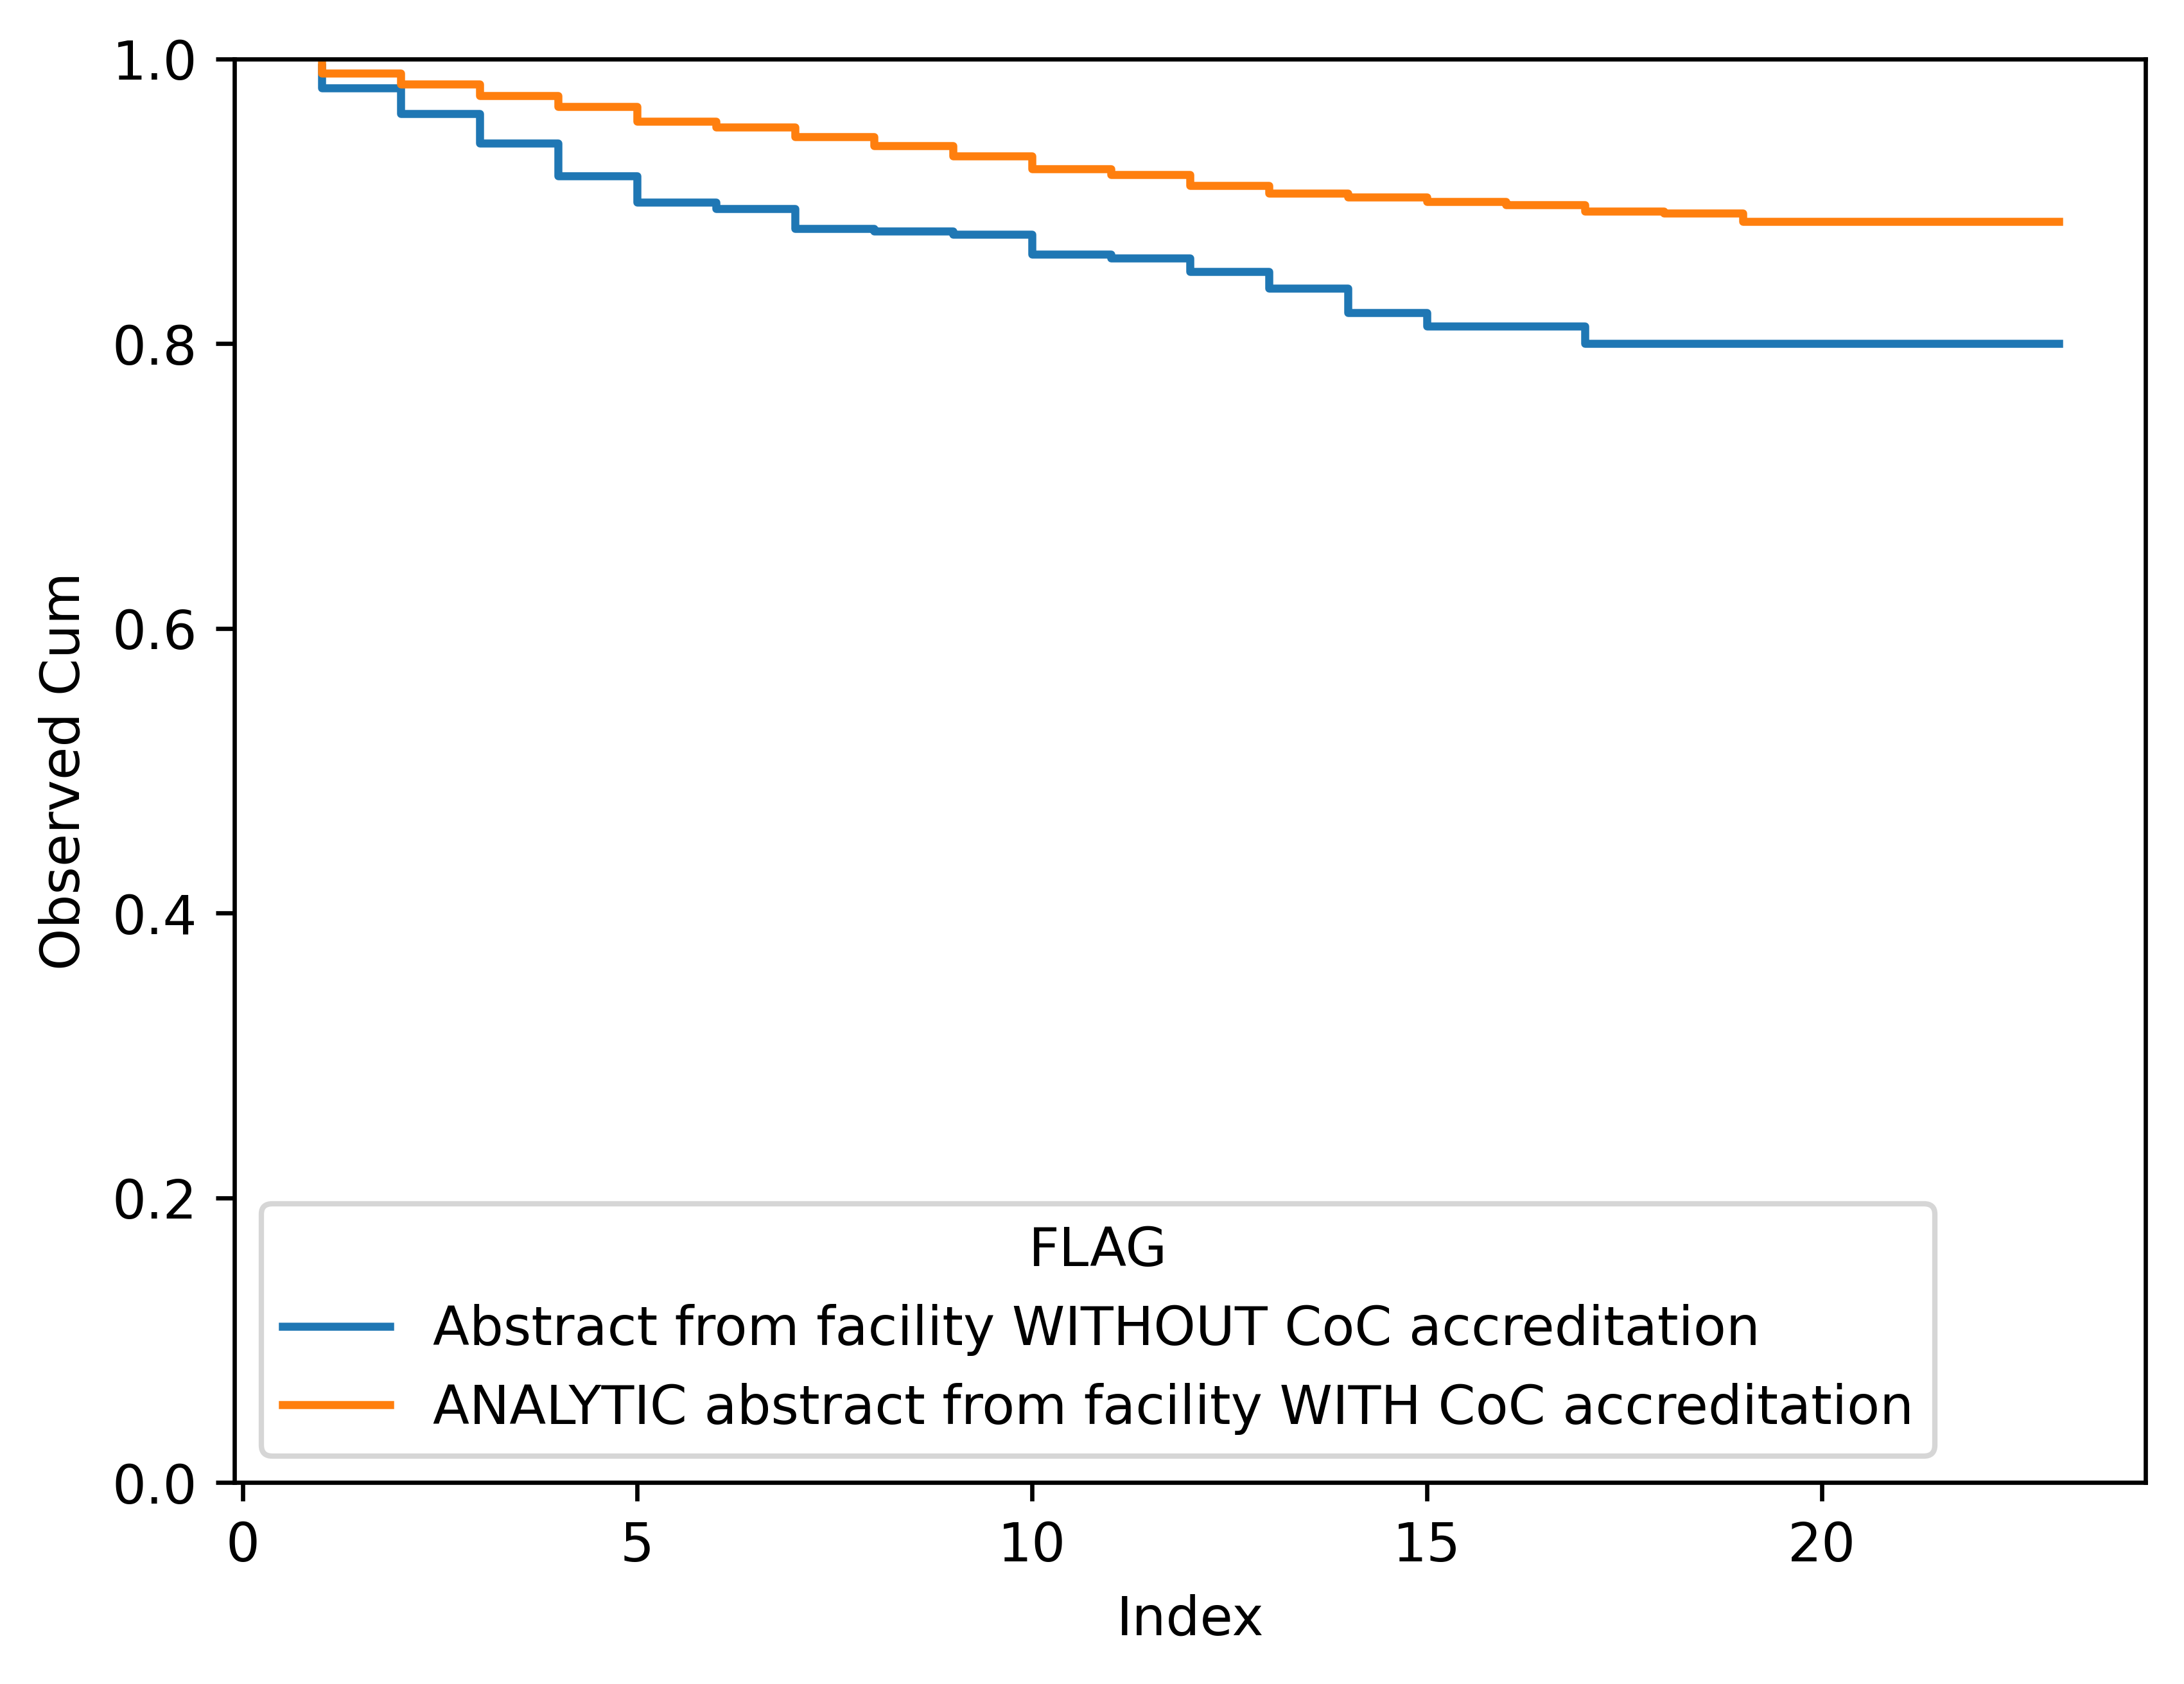 1.0
0.8
0.6
0.4
0.2
0.0
Observed Cum
FLAG
Abstract from facility WITHOUT CoC accreditation
ANALYTIC abstract from facility WITH CoC accreditation
0 5 10 15 20
Index